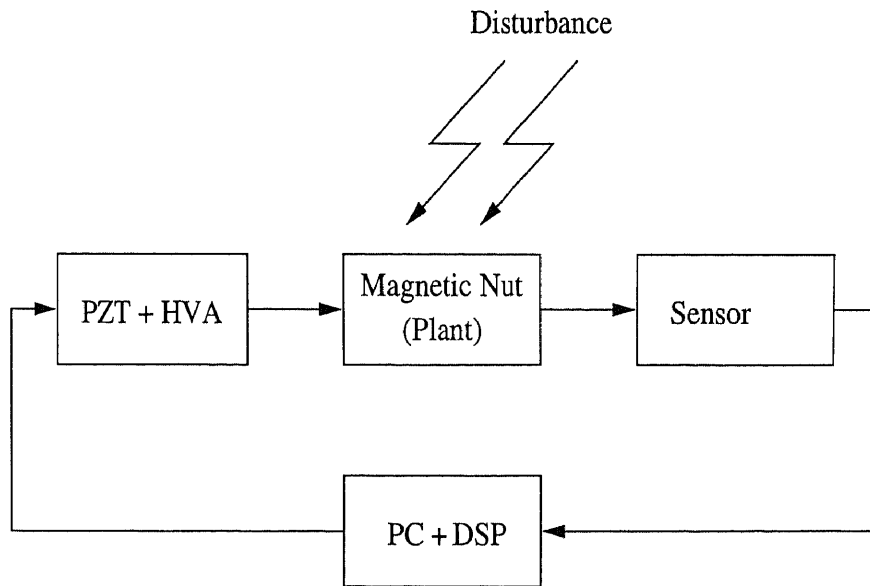 Disturbance
PZT + HVA
Magnetic Nut
(Plant)
Sensor
PC + DSP